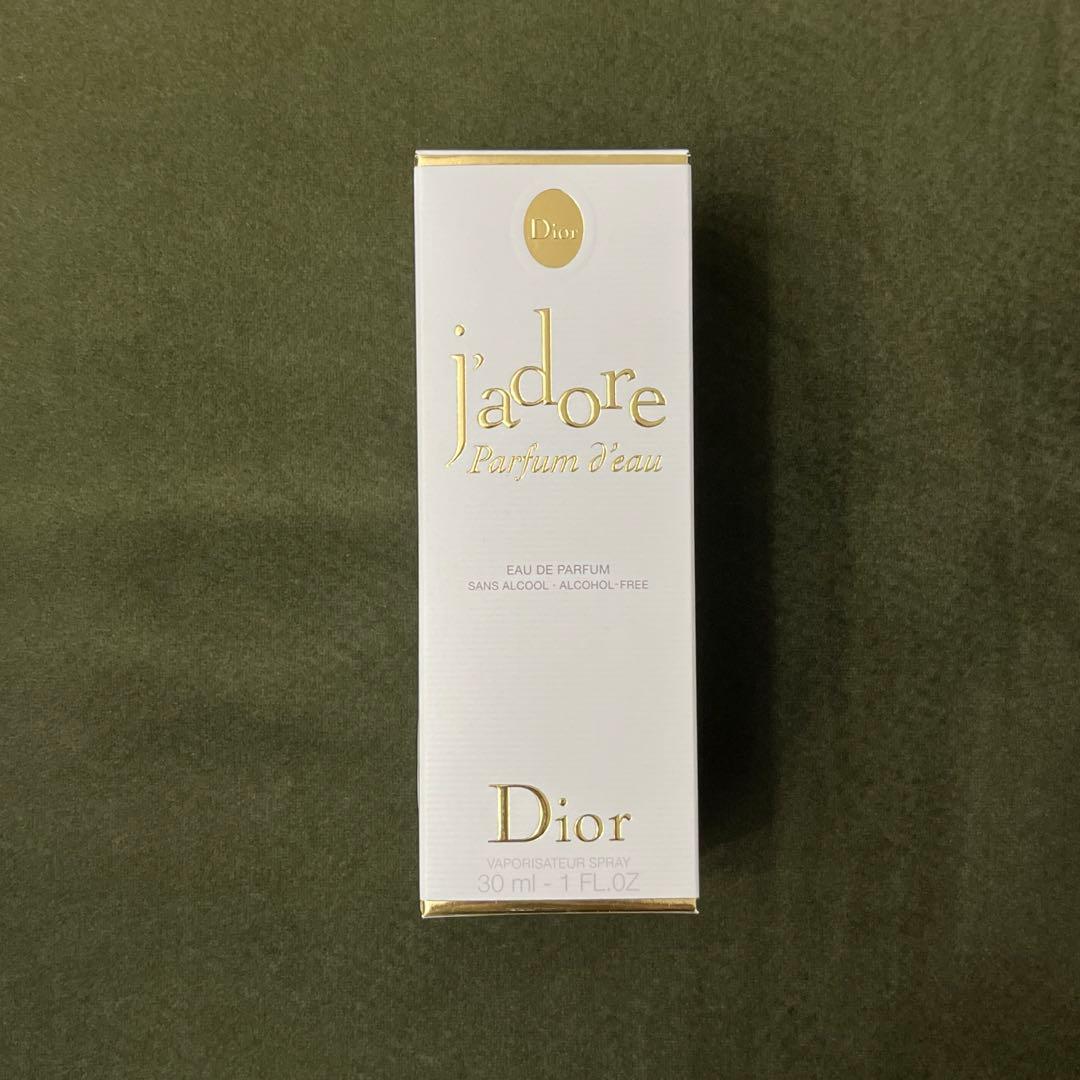 Dior
j'adore
Parfum d'eau
EAU DE PARFUM
SANS ALCOOL - ALCOHOL-FREE
Dior
VAPORISATEUR SPRAY
30 ml - 1 FL.OZ